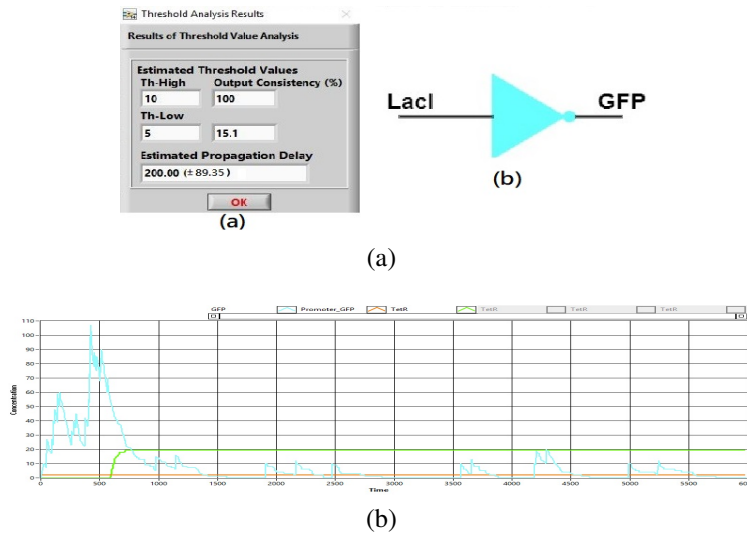 Threshold Analysis Results
Results of Threshold Value Analysis
Estimated Threshold Values
Th-High Output Consistency (%)
10 100
Th-Low
5 15.1
Estimated Propagation Delay
200.00 (±89.35)
OK
(a)
LacI GFP
(b)
(a)
GFP Promoter_GFP TetR TetR TetR TetR
110
100
90
80
70
60
50
40
30
20
10
0
Concentration
0 500 1000 1500 2000 2500 3000 3500 4000 4500 5000 5500 60
Time
(b)